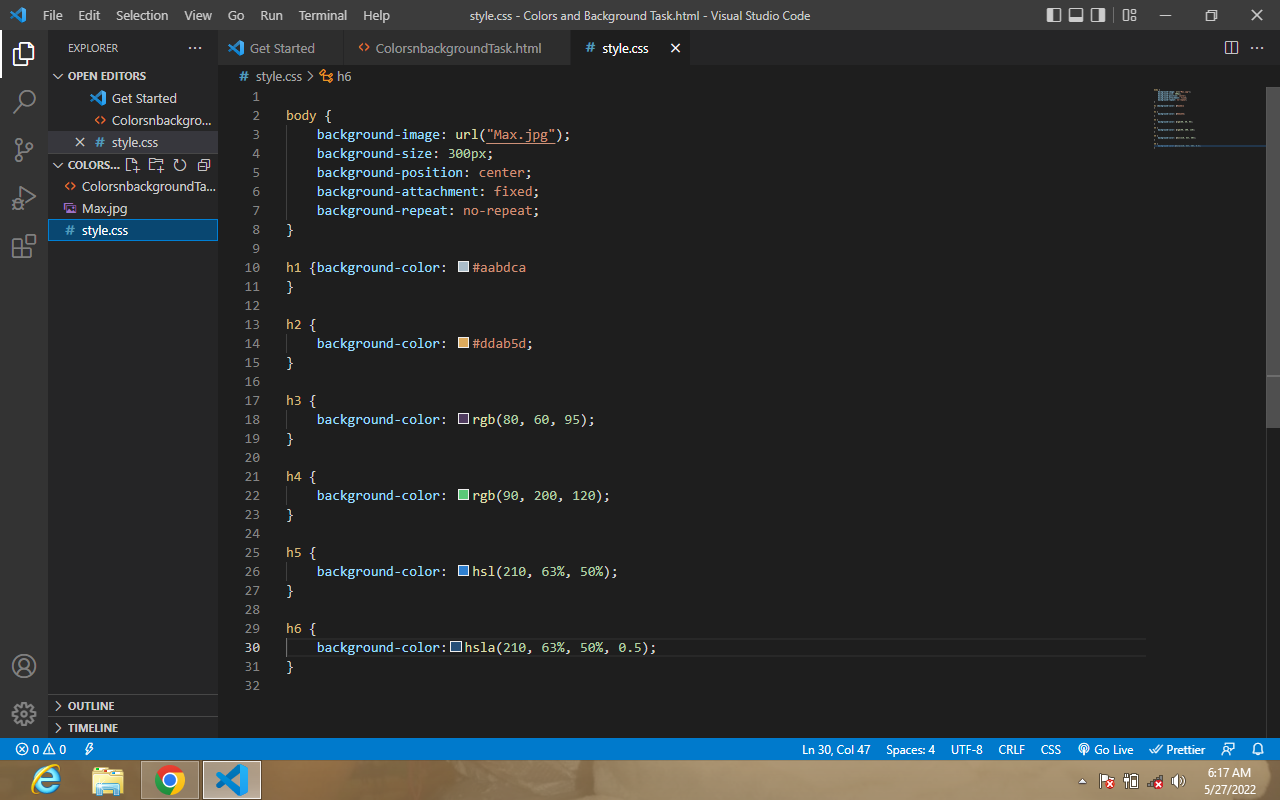 File Edit Selection View Go Run Terminal Help
style.css - Colors and Background Task.html - Visual Studio Code
EXPLORER
OPEN EDITORS
Get Started
Colorsnbackgro...
# style.css
COLORS...
ColorsnbackgroundTa...
Max.jpg
# style.css
OUTLINE
TIMELINE
Get Started
ColorsnbackgroundTask.html
# style.css
# style.css > h6
1
2 body {
3 background-image: url("Max.jpg");
4 background-size: 300px;
5 background-position: center;
6 background-attachment: fixed;
7 background-repeat: no-repeat;
8 }
9
10 h1 {background-color: #aabdca
11 }
12
13 h2 {
14 background-color: #ddab5d;
15 }
16
17 h3 {
18 background-color: rgb(80, 60, 95);
19 }
20
21 h4 {
22 background-color: rgb(90, 200, 120);
23 }
24
25 h5 {
26 background-color: hsl(210, 63%, 50%);
27 }
28
29 h6 {
30 background-color: hsla(210, 63%, 50%, 0.5);
31 }
32
0 0
Ln 30, Col 47 Spaces: 4 UTF-8 CRLF CSS Go Live Prettier
6:17 AM
5/27/2022